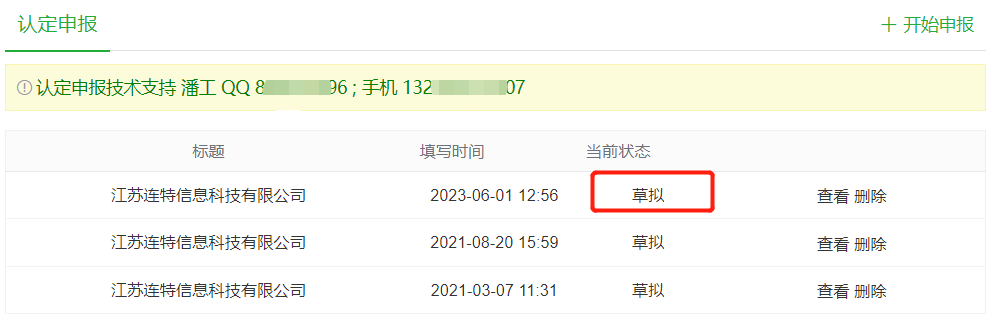 认定申报
＋ 开始申报
认定申报技术支持 潘工 QQ 8 96 ; 手机 132 07
标题 填写时间 当前状态
江苏连特信息科技有限公司 2023-06-01 12:56 草拟 查看 删除
江苏连特信息科技有限公司 2021-08-20 15:59 草拟 查看 删除
江苏连特信息科技有限公司 2021-03-07 11:31 草拟 查看 删除